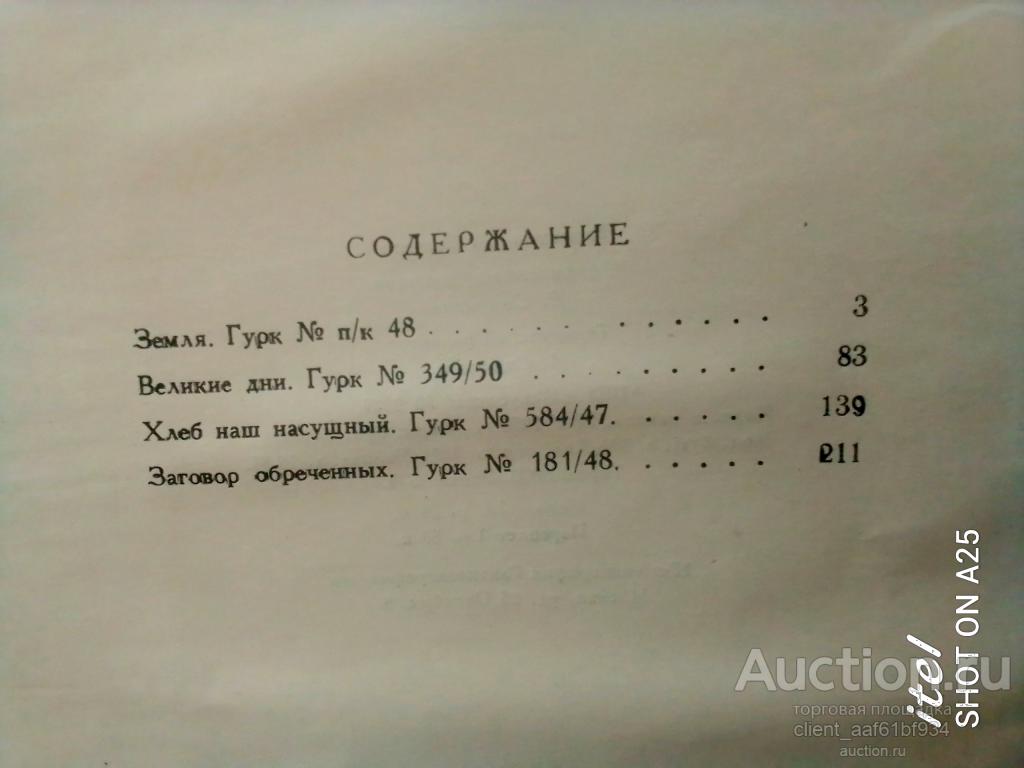 СОДЕРЖАНИЕ
Земля. Гурк № п/к 48 . . . . . . . . . . . 3
Великие дни. Гурк № 349/50 . . . . . . . . . 83
Хлеб наш насущный. Гурк № 584/47. . . . . . 139
Заговор обреченных. Гурк № 181/48. . . . . . 211
itel
SHOT ON A25
Auction.ru
торговая площадка
client_aaf61bf934
auction.ru